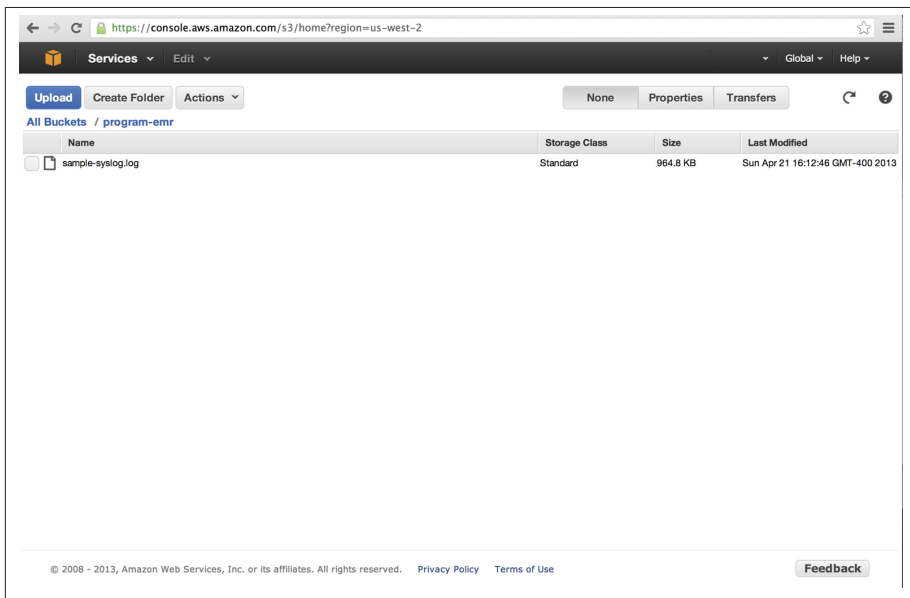 https://console.aws.amazon.com/s3/home?region=us-west-2
Services Edit Global Help
Upload Create Folder Actions None Properties Transfers
All Buckets / program-emr
Name Storage Class Size Last Modified
sample-syslog.log Standard 964.8 KB Sun Apr 21 16:12:46 GMT-400 2013
© 2008 - 2013, Amazon Web Services, Inc. or its affiliates. All rights reserved. Privacy Policy Terms of Use Feedback